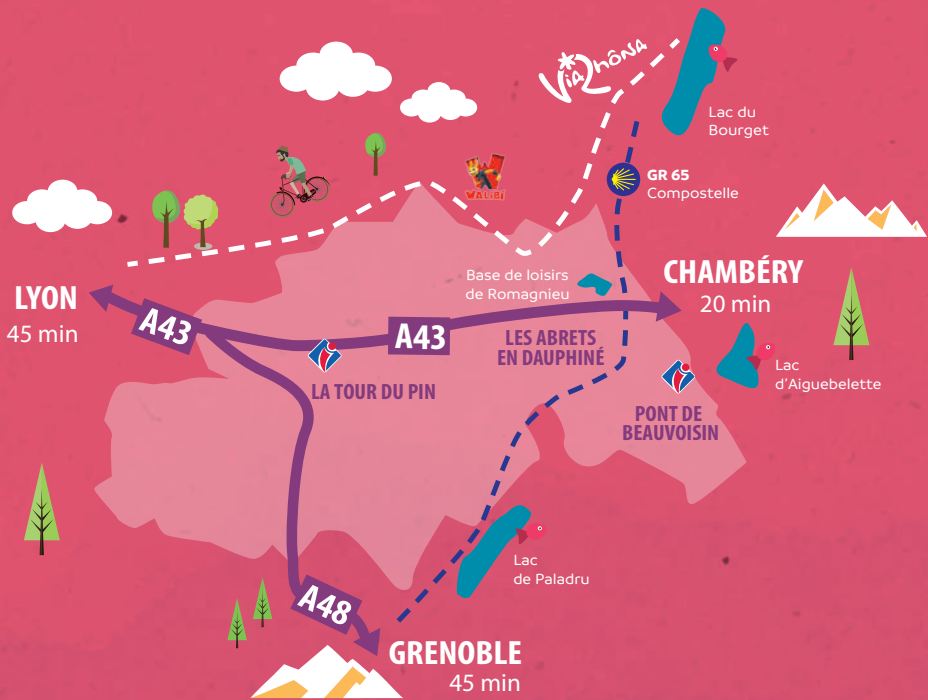 ViaRhôna
Lac du
Bourget
GR 65
Compostelle
WALIBI
Base de loisirs
de Romagnieu
CHAMBÉRY
20 min
LYON
45 min
A43
A43
LES ABRETS
EN DAUPHINÉ
LA TOUR DU PIN
Lac
d'Aiguebelette
PONT DE
BEAUVOISIN
Lac
de Paladru
A48
GRENOBLE
45 min